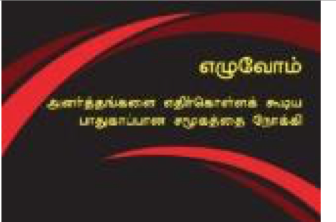 எழுவோம்
அனர்த்தங்களை எதிர்கொள்ளக் கூடிய
பாதுகாப்பான சமூகத்தை நோக்கி